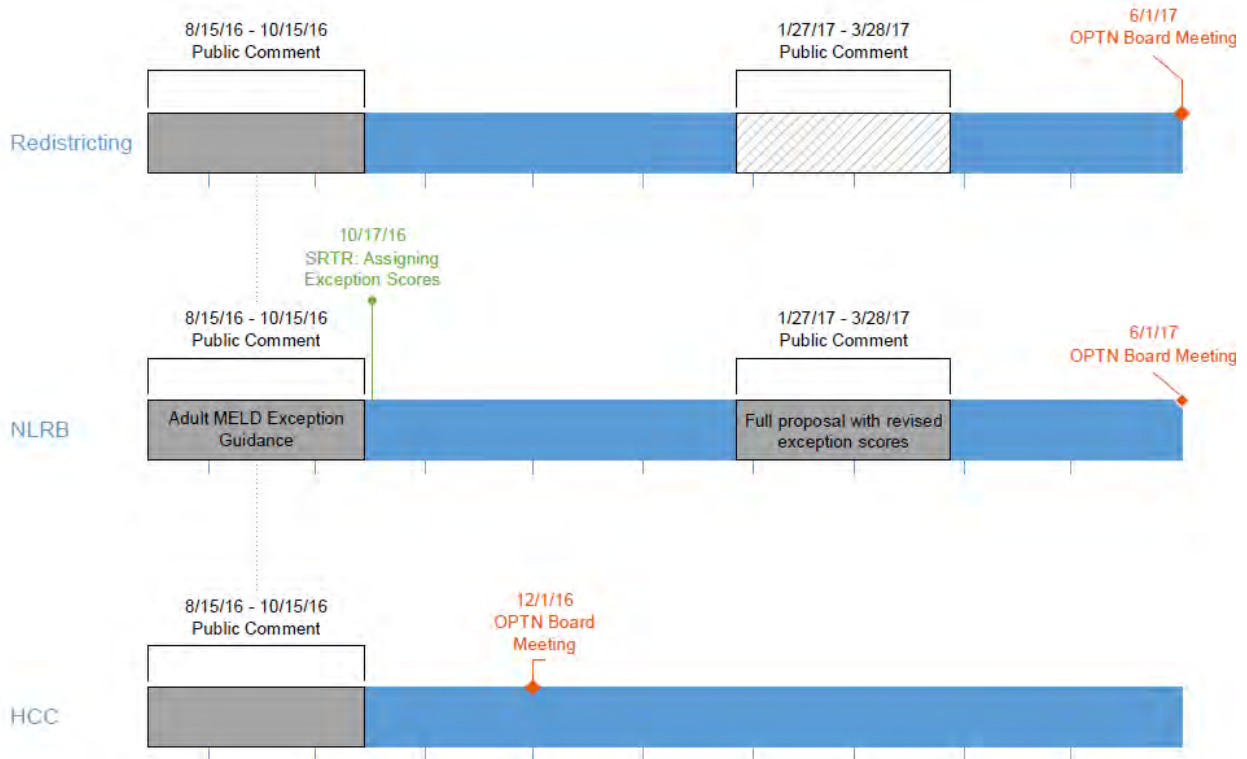 8/15/16 - 10/15/16
Public Comment
1/27/17 - 3/28/17
Public Comment
6/1/17
OPTN Board Meeting
Redistricting
10/17/16
SRTR: Assigning
Exception Scores
8/15/16 - 10/15/16
Public Comment
1/27/17 - 3/28/17
Public Comment
6/1/17
OPTN Board Meeting
NLRB
Adult MELD Exception
Guidance
Full proposal with revised
exception scores
8/15/16 - 10/15/16
Public Comment
12/1/16
OPTN Board
Meeting
HCC